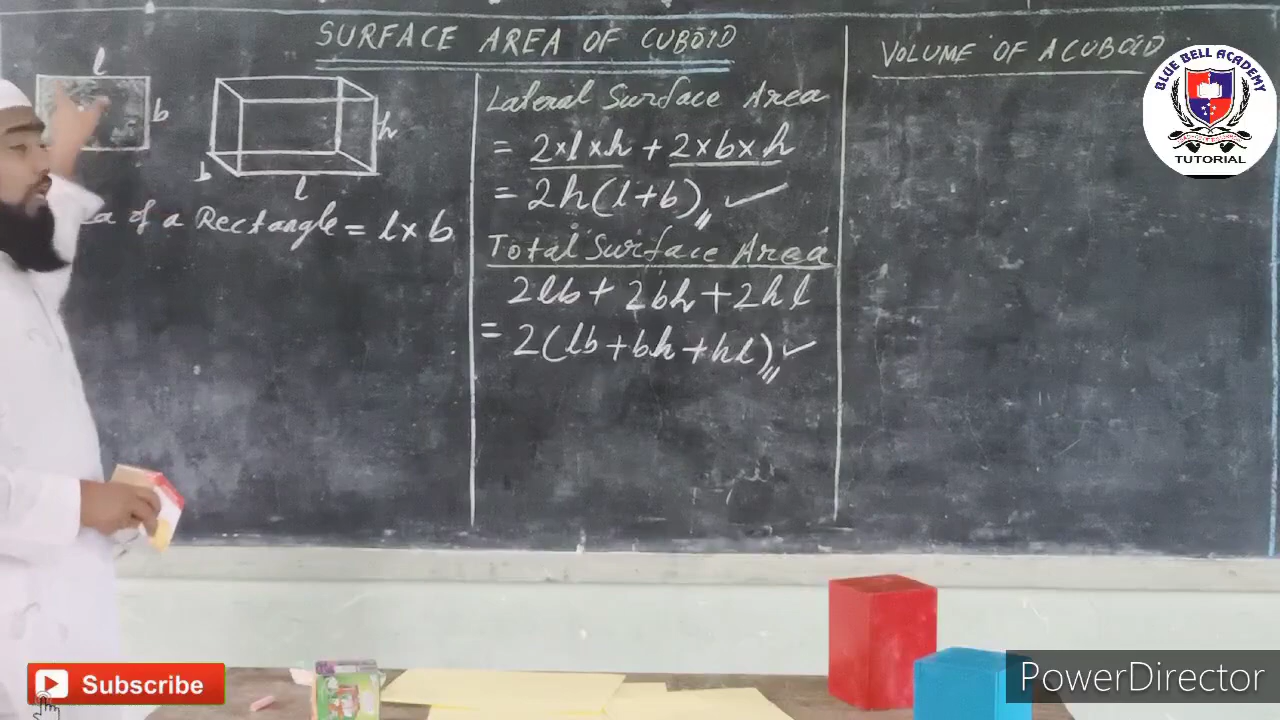 SURFACE AREA OF CUBOID
l
b
h
b
l
a of a Rectangle = l×b
Lateral Surface Area
= 2×l×h + 2×b×h
= 2h(l+b)
Total Surface Area
2lb + 2bh + 2hl
= 2(lb + bh + hl)
VOLUME OF A CUBOID
BLUE BELL ACADEMY
TUTORIAL
Subscribe
PowerDirector